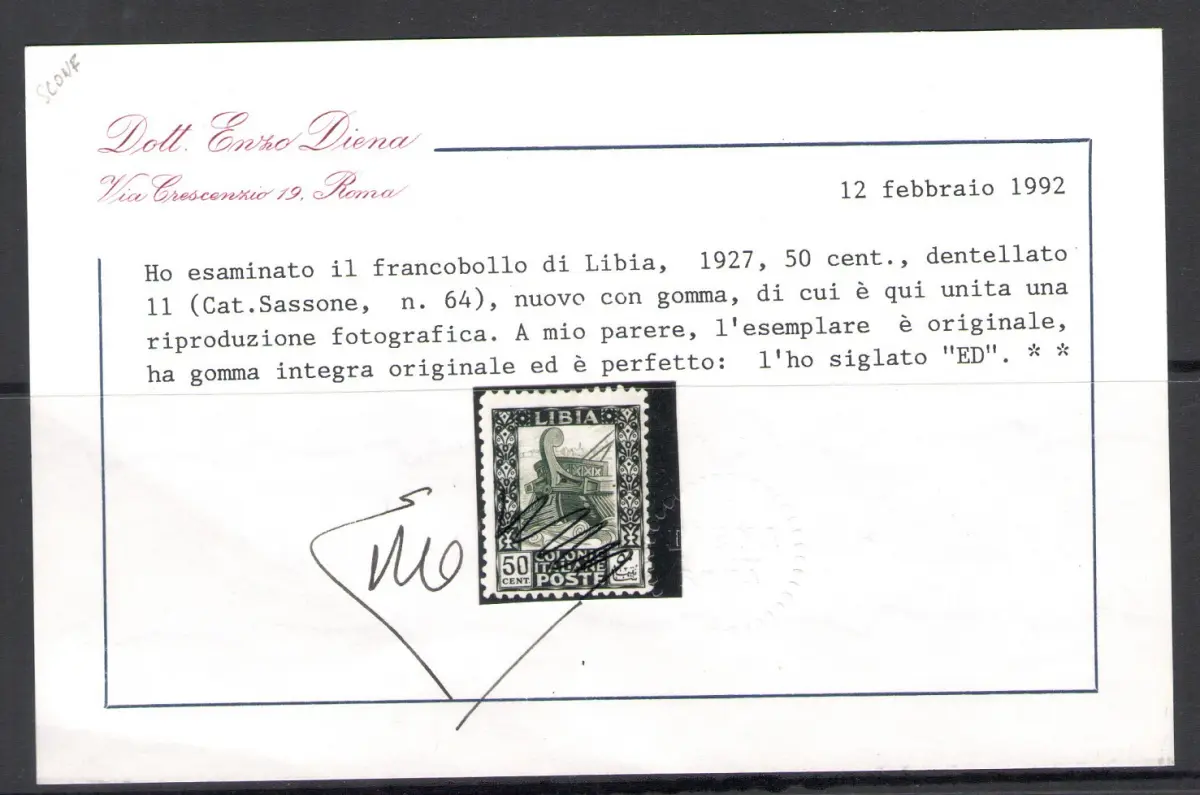 SCONF
Dott. Enzo Diena
Via Crescenzio 19, Roma
12 febbraio 1992
Ho esaminato il francobollo di Libia, 1927, 50 cent., dentellato
11 (Cat.Sassone, n. 64), nuovo con gomma, di cui è qui unita una
riproduzione fotografica. A mio parere, l'esemplare è originale,
ha gomma integra originale ed è perfetto: l'ho siglato "ED". * *
LIBIA
50 CENT.
COLONIE
ITALIANE
POSTE